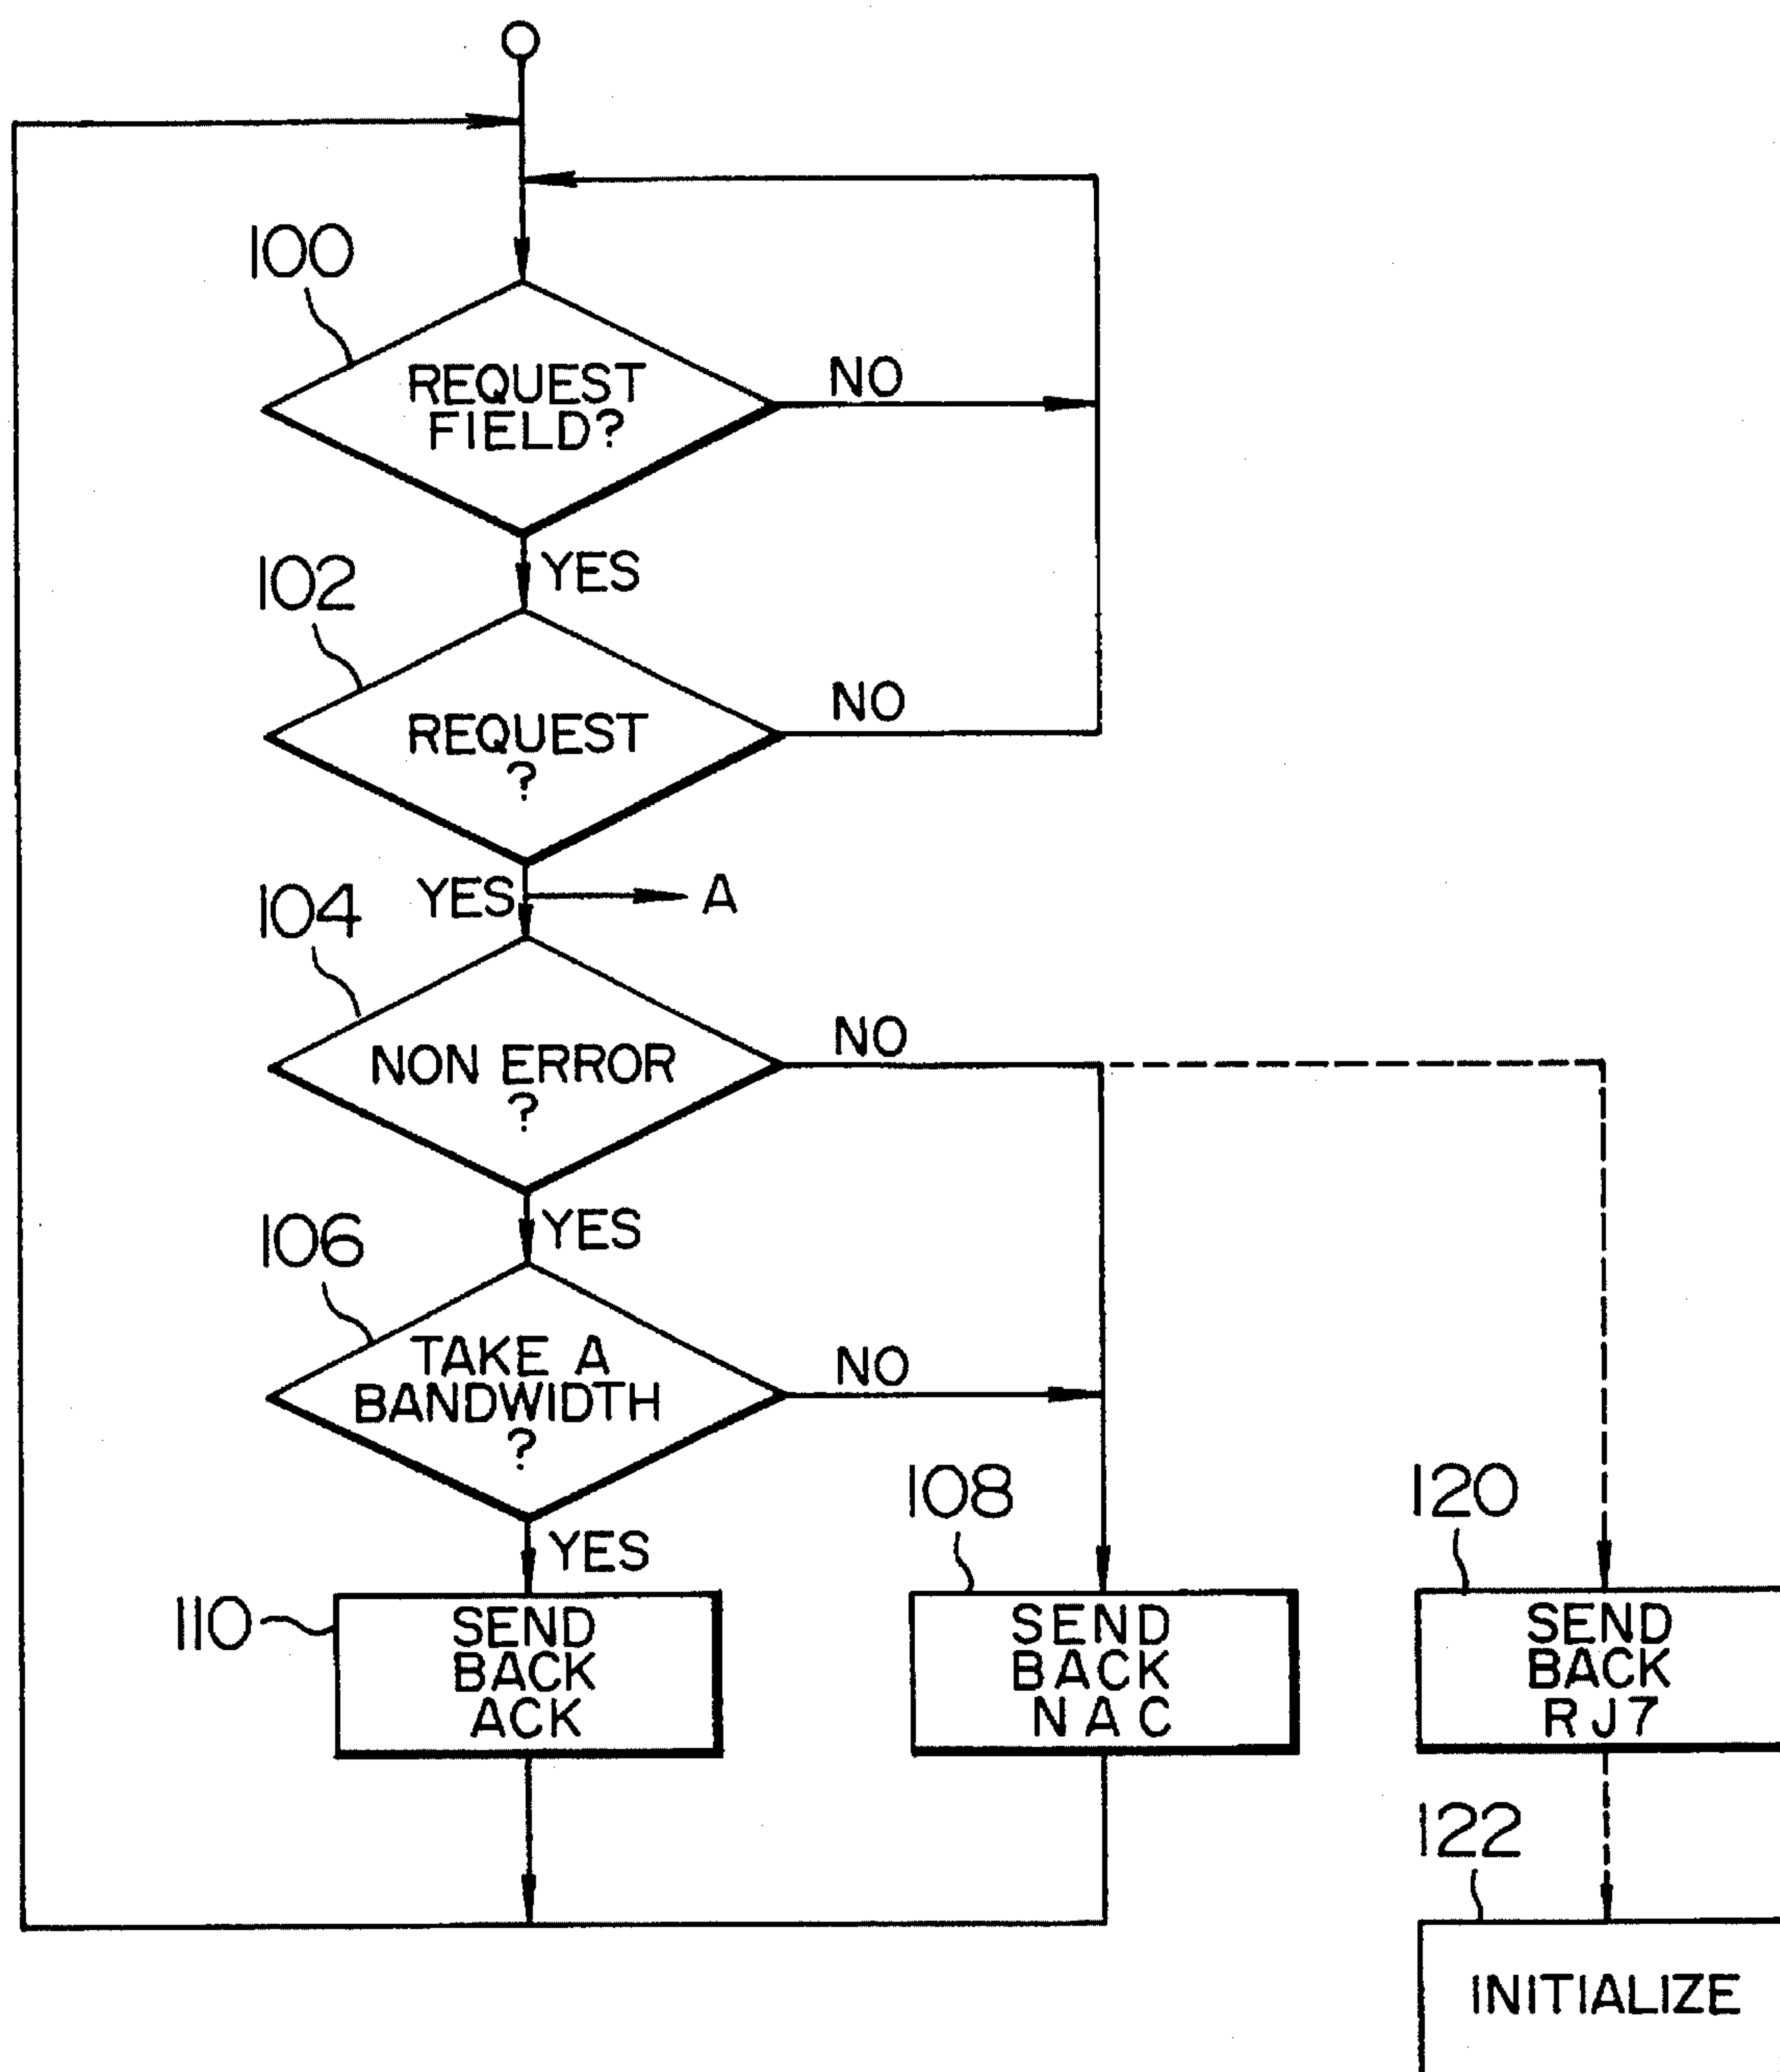 100
REQUEST
FIELD?
NO
YES
102
REQUEST
?
NO
YES
A
104
NON ERROR
?
NO
YES
106
TAKE A
BANDWIDTH
?
NO
YES
110
SEND
BACK
ACK
108
SEND
BACK
NAC
120
SEND
BACK
RJ7
122
INITIALIZE